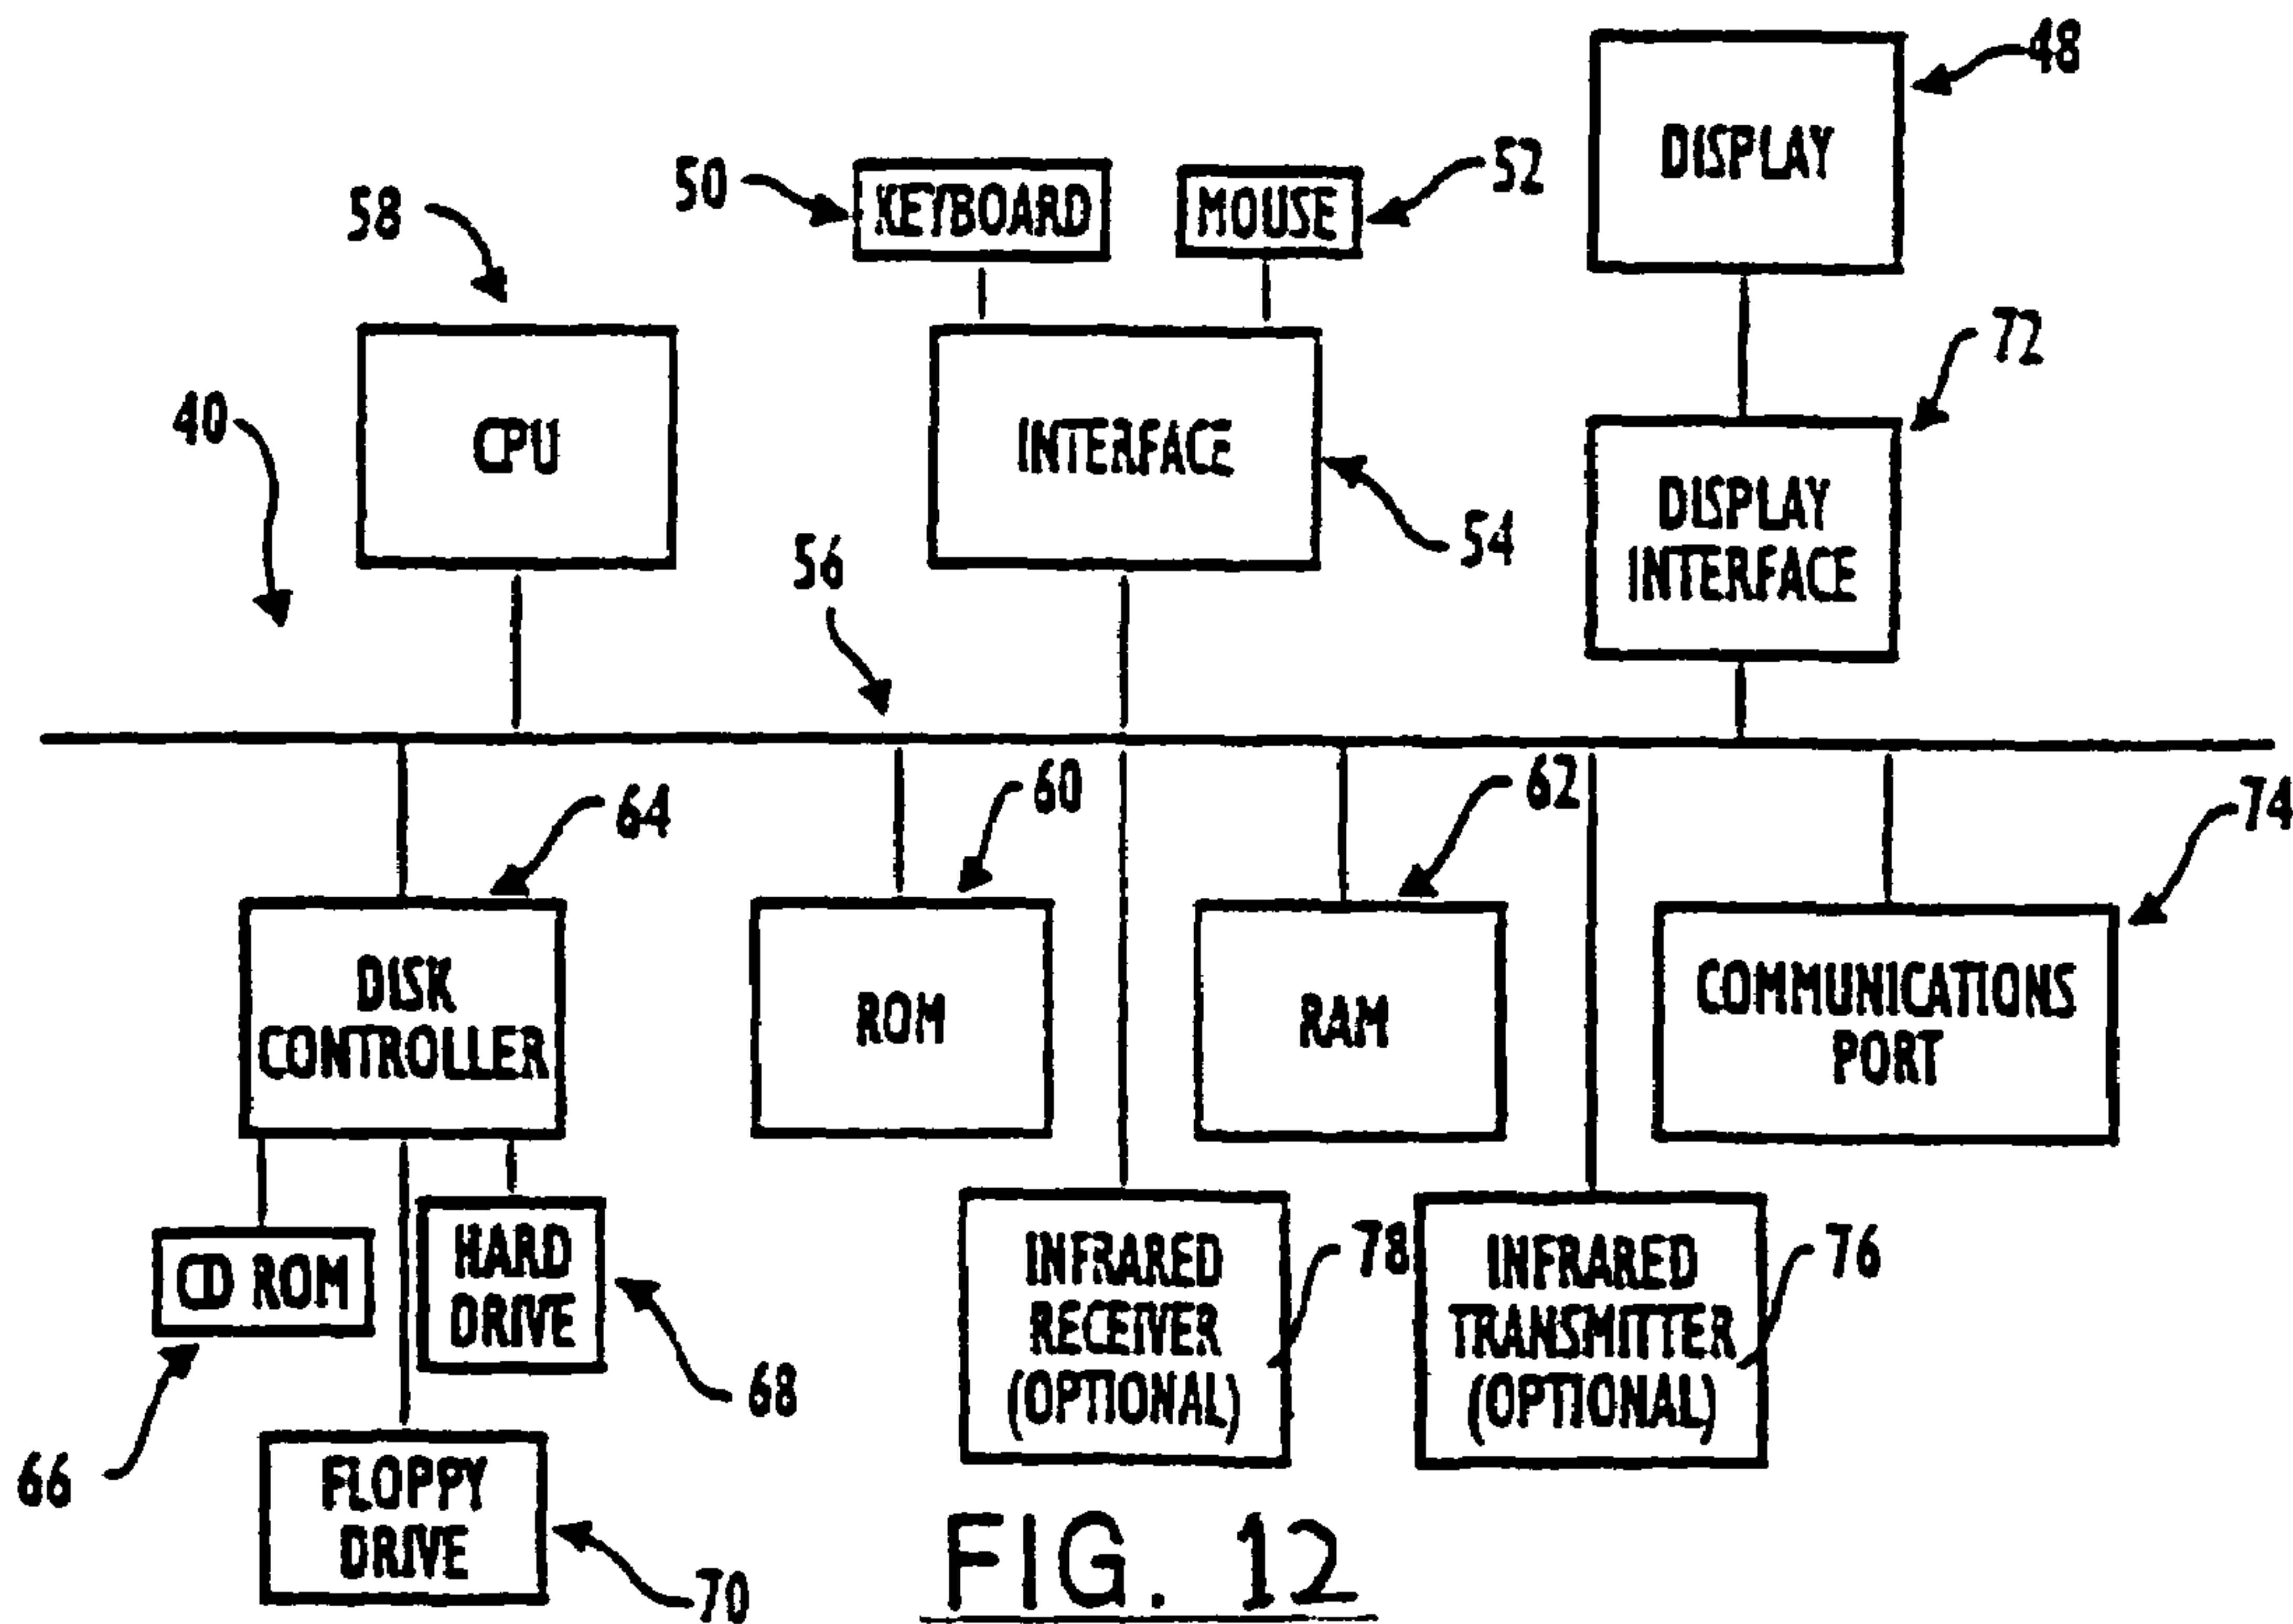 48
DISPLAY
50
KEYBOARD
MOUSE
52
58
72
40
CPU
INTERFACE
DISPLAY
INTERFACE
54
56
64
60
62
74
DISK
CONTROLLER
ROM
RAM
COMMUNICATIONS
PORT
CD ROM
HARD
DRIVE
INFRARED
RECEIVER
(OPTIONAL)
78
INFRARED
TRANSMITTER
(OPTIONAL)
76
68
66
FLOPPY
DRIVE
70
FIG. 12